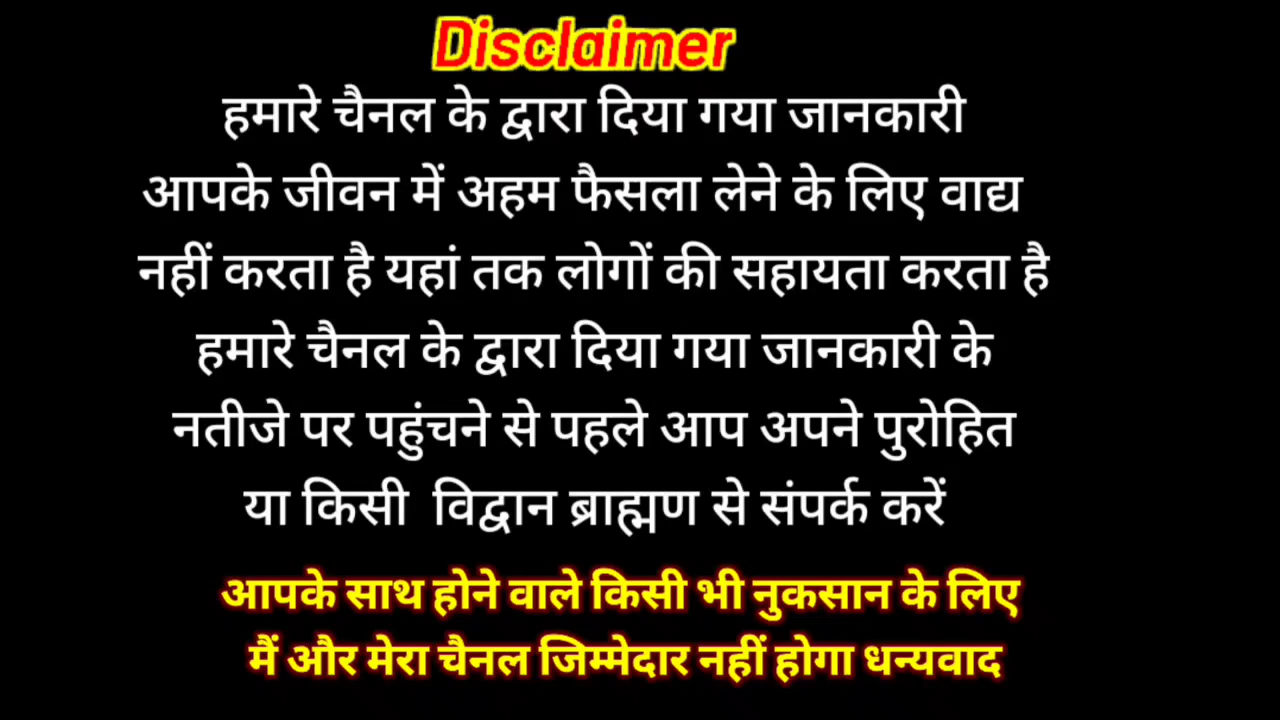 Disclaimer
हमारे चैनल के द्वारा दिया गया जानकारी
आपके जीवन में अहम फैसला लेने के लिए वाद्य
नहीं करता है यहां तक लोगों की सहायता करता है
हमारे चैनल के द्वारा दिया गया जानकारी के
नतीजे पर पहुंचने से पहले आप अपने पुरोहित
या किसी विद्वान ब्राह्मण से संपर्क करें
आपके साथ होने वाले किसी भी नुकसान के लिए
मैं और मेरा चैनल जिम्मेदार नहीं होगा धन्यवाद